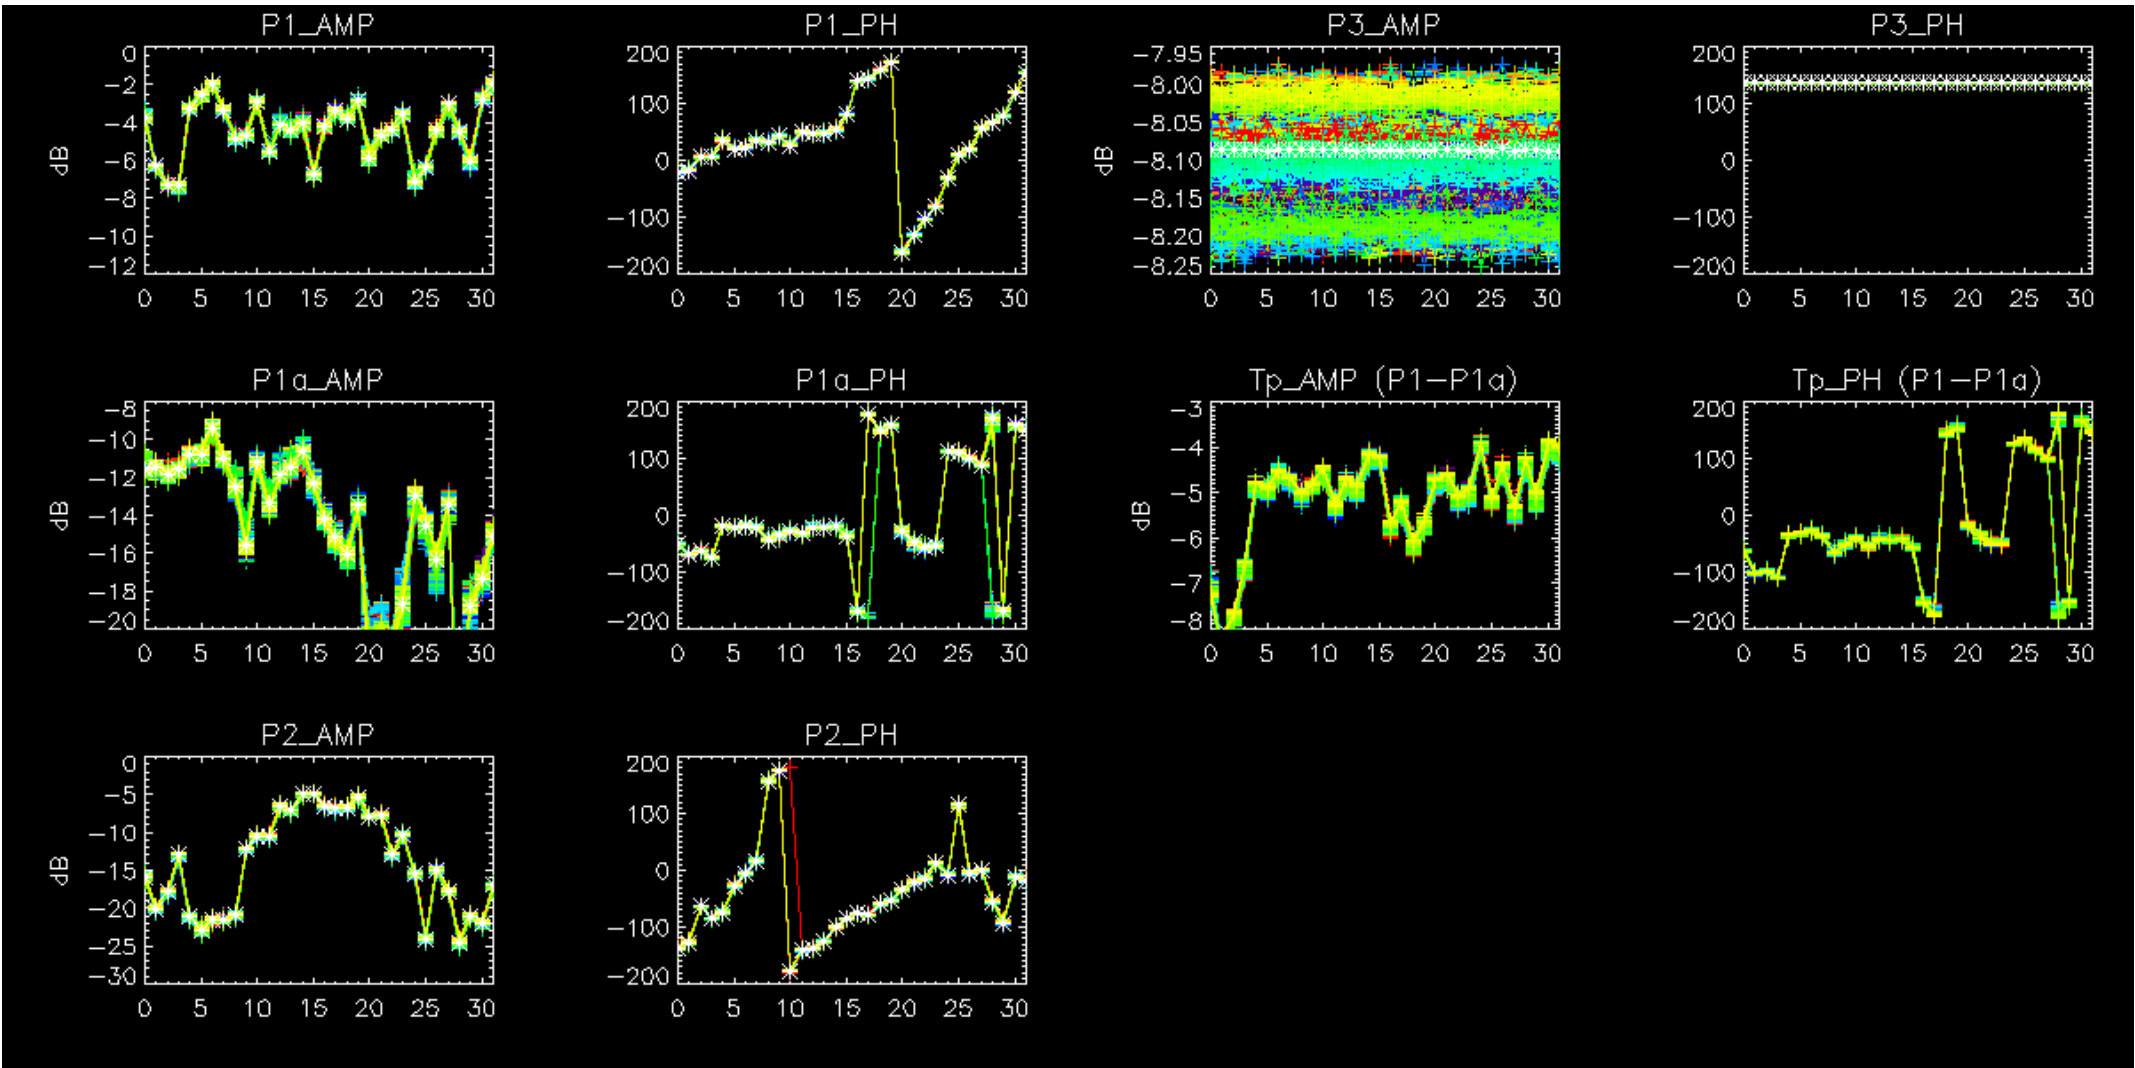 P1_AMP
0
−2
−4
−6
−8
−10
−12
dB
0 5 10 15 20 25 30
P1_PH
200
100
0
−100
−200
0 5 10 15 20 25 30
P3_AMP
−7.95
−8.00
−8.05
−8.10
−8.15
−8.20
−8.25
dB
0 5 10 15 20 25 30
P3_PH
200
100
0
−100
−200
0 5 10 15 20 25 30
P1a_AMP
−8
−10
−12
−14
−16
−18
−20
dB
0 5 10 15 20 25 30
P1a_PH
200
100
0
−100
−200
0 5 10 15 20 25 30
Tp_AMP (P1−P1a)
−3
−4
−5
−6
−7
−8
dB
0 5 10 15 20 25 30
Tp_PH (P1−P1a)
200
100
0
−100
−200
0 5 10 15 20 25 30
P2_AMP
0
−5
−10
−15
−20
−25
−30
dB
0 5 10 15 20 25 30
P2_PH
200
100
0
−100
−200
0 5 10 15 20 25 30